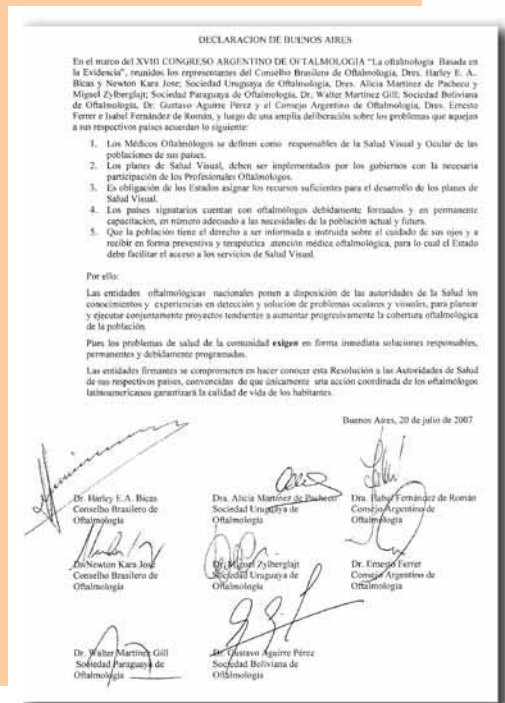 DECLARACION DE BUENOS AIRES
En el marco del XVIII CONGRESO ARGENTINO DE OFTALMOLOGIA "La oftalmologia Basada en
la Evidencia", reunidos los representantes del Conselho Brasilero de Oftalmologia, Dres. Harley E. A.
Bicas y Newton Kara Jose; Sociedad Uruguaya de Oftalmologia, Dres. Alicia Martinez de Pacheco y
Miguel Zylberglajt; Sociedad Paraguaya de Oftalmologia, Dr. Walter Martinez Gill; Sociedad Boliviana
de Oftalmologia, Dr. Gustavo Aguirre Pérez y el Consejo Argentino de Oftalmologia, Dres. Ernesto
Ferrer e Isabel Fernández de Román, y luego de una amplia deliberación sobre los problemas que aquejan
a sus respectivos países acuerdan lo siguiente:
1. Los Médicos Oftalmólogos se definen como responsables de la Salud Visual y Ocular de las
poblaciones de sus países.
2. Los planes de Salud Visual, deben ser implementados por los gobiernos con la necesaria
participación de los Profesionales Oftalmólogos.
3. Es obligación de los Estados asignar los recursos suficientes para el desarrollo de los planes de
Salud Visual.
4. Los países signatarios cuentan con oftalmólogos debidamente formados y en permanente
capacitación, en número adecuado a las necesidades de la población actual y futura.
5. Que la población tiene el derecho a ser informada e instruida sobre el cuidado de sus ojos y a
recibir en forma preventiva y terapéutica atención médica oftalmológica, para lo cual el Estado
debe facilitar el acceso a los servicios de Salud Visual.
Por ello:
Las entidades oftalmológicas nacionales ponen a disposición de las autoridades de la Salud los
conocimientos y experiencias en detección y solución de problemas oculares y visuales, para planear
y ejecutar conjuntamente proyectos tendientes a aumentar progresivamente la cobertura oftalmológica
de la población.
Pues los problemas de salud de la comunidad exigen en forma inmediata soluciones responsables,
permanentes y debidamente programadas.
Las entidades firmantes se comprometen en hacer conocer esta Resolución a las Autoridades de Salud
de sus respectivos países, convencidas de que únicamente una acción coordinada de los oftalmólogos
latinoamericanos garantizará la calidad de vida de los habitantes.
Buenos Aires, 20 de julio de 2007
Dr. Harley E.A. Bicas
Conselho Brasilero de
Oftalmologia
Dra. Alicia Martinez de Pacheco
Sociedad Uruguaya de
Oftalmologia
Dra. Isabel Fernández de Román
Consejo Argentino de
Oftalmologia
Dr. Newton Kara José
Conselho Brasilero de
Oftalmologia
Dr. Miguel Zylberglajt
Sociedad Uruguaya de
Oftalmologia
Dr. Ernesto Ferrer
Consejo Argentino de
Oftalmologia
Dr. Walter Martinez Gill
Sociedad Paraguaya de
Oftalmologia
Dr. Gustavo Aguirre Pérez
Sociedad Boliviana de
Oftalmologia